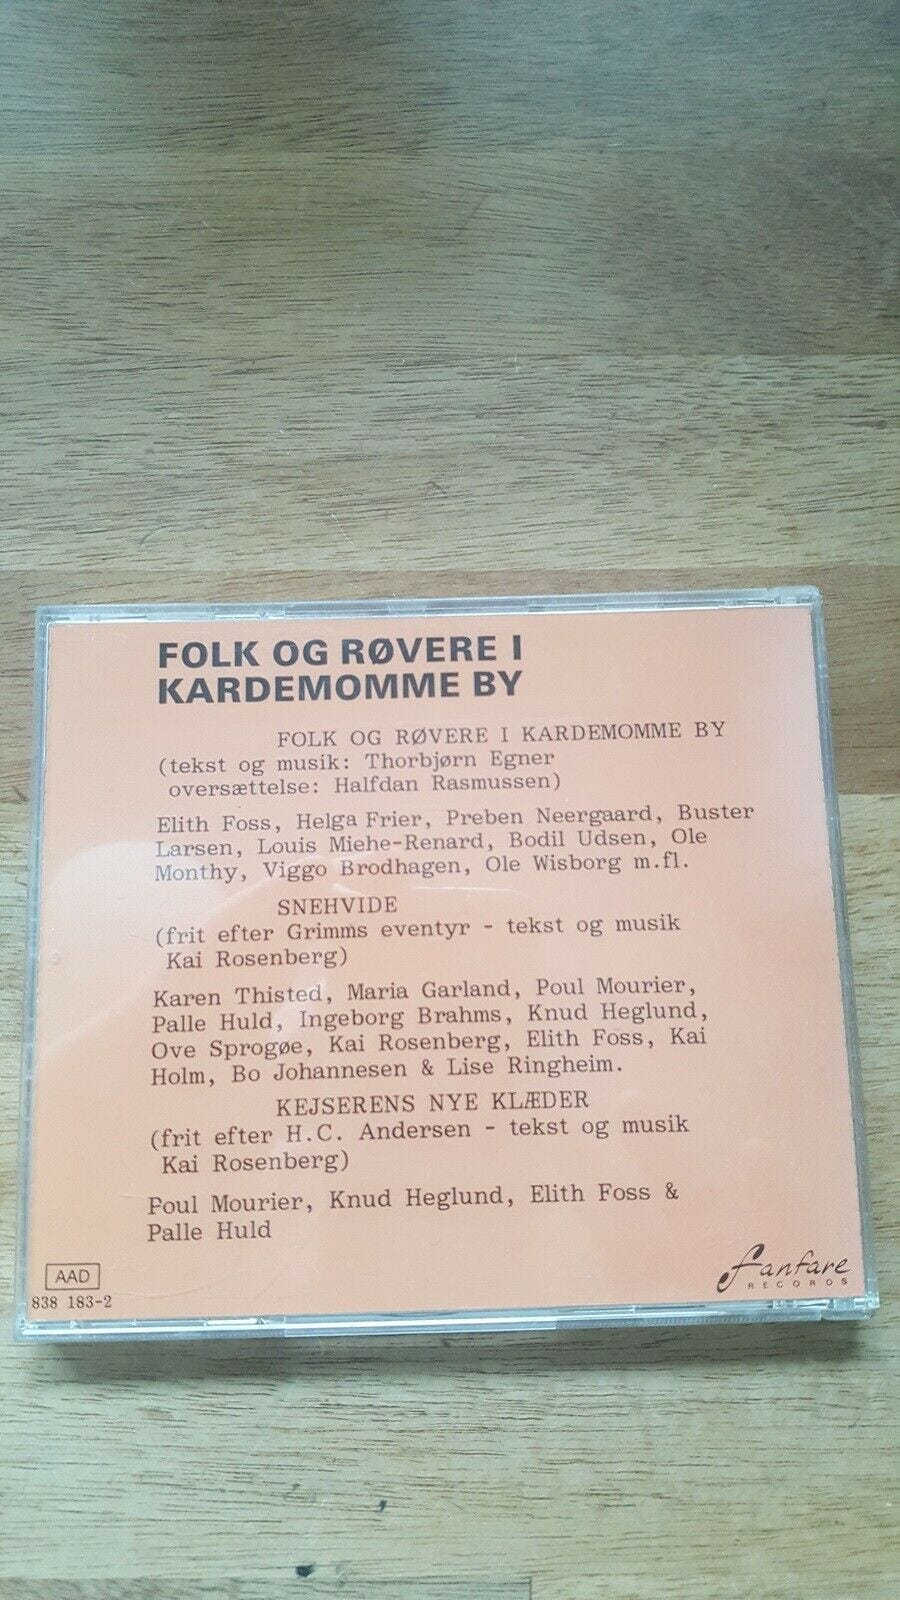 FOLK OG RØVERE I
KARDEMOMME BY
FOLK OG RØVERE I KARDEMOMME BY
(tekst og musik: Thorbjørn Egner
oversættelse: Halfdan Rasmussen)
Elith Foss, Helga Frier, Preben Neergaard, Buster
Larsen, Louis Miehe-Renard, Bodil Udsen, Ole
Monthy, Viggo Brodhagen, Ole Wisborg m.fl.
SNEHVIDE
(frit efter Grimms eventyr - tekst og musik
Kai Rosenberg)
Karen Thisted, Maria Garland, Poul Mourier,
Palle Huld, Ingeborg Brahms, Knud Heglund,
Ove Sprogøe, Kai Rosenberg, Elith Foss, Kai
Holm, Bo Johannesen & Lise Ringheim.
KEJSERENS NYE KLÆDER
(frit efter H.C. Andersen - tekst og musik
Kai Rosenberg)
Poul Mourier, Knud Heglund, Elith Foss &
Palle Huld
AAD
838 183-2
fanfare
RECORDS